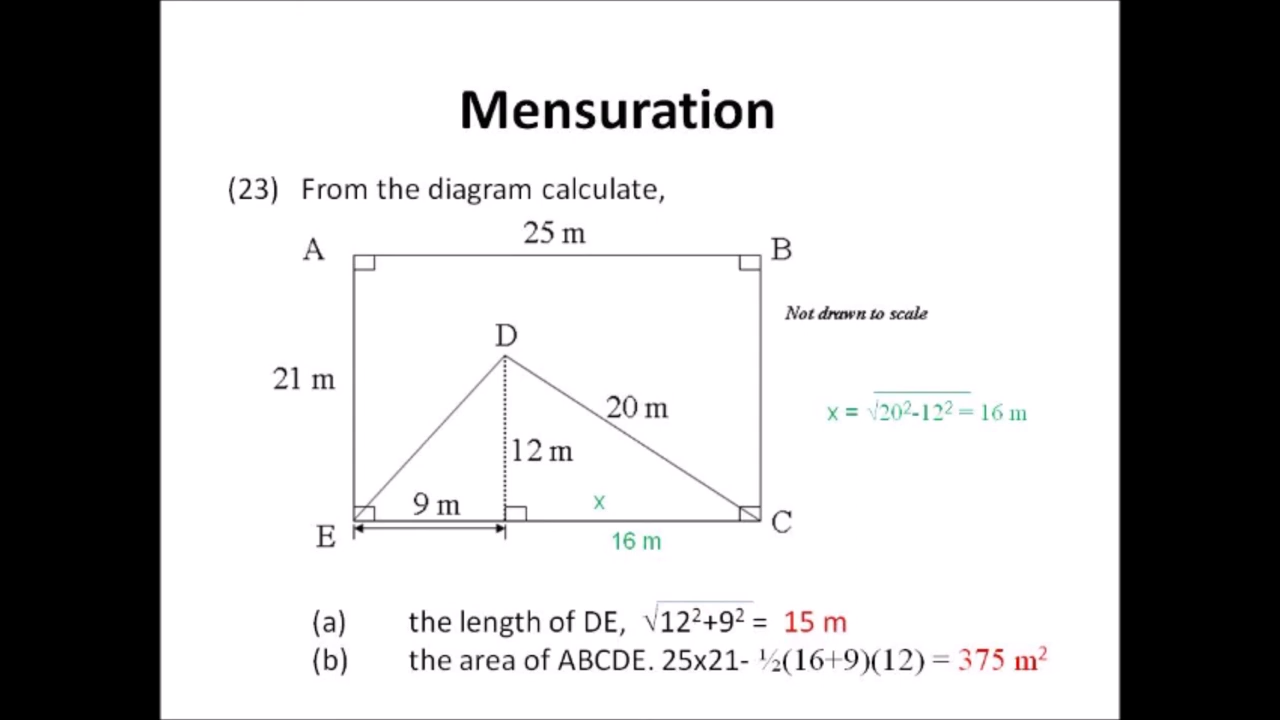 Mensuration
(23) From the diagram calculate,
25 m
A
B
Not drawn to scale
D
21 m
20 m
x = √20²-12² = 16 m
12 m
9 m
x
E
C
16 m
(a) the length of DE, √12²+9² = 15 m
(b) the area of ABCDE. 25x21- ½(16+9)(12) = 375 m²